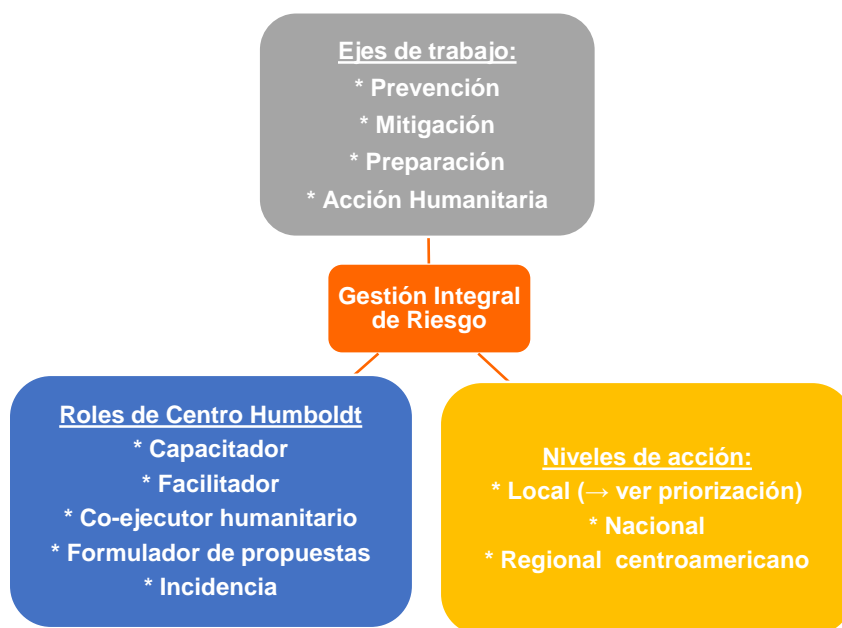 Ejes de trabajo:
* Prevención
* Mitigación
* Preparación
* Acción Humanitaria
Gestión Integral
de Riesgo
Roles de Centro Humboldt
* Capacitador
* Facilitador
* Co-ejecutor humanitario
* Formulador de propuestas
* Incidencia
Niveles de acción:
* Local (→ ver priorización)
* Nacional
* Regional  centroamericano